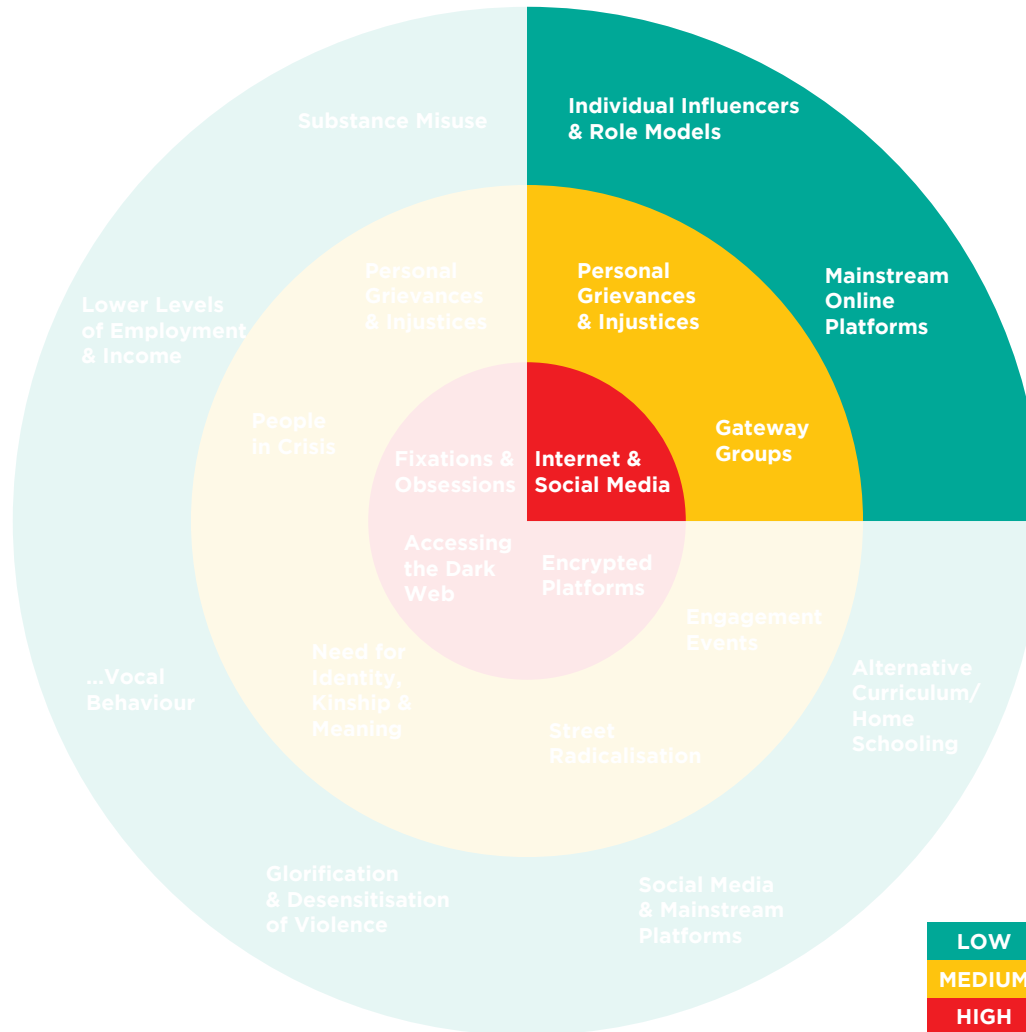 Substance Misuse
Individual Influencers
& Role Models
Personal
Grievances
& Injustices
Personal
Grievances
& Injustices
Mainstream
Online
Platforms
Lower Levels
of Employment
& Income
People
in Crisis
Gateway
Groups
Fixations &
Obsessions
Internet &
Social Media
Accessing
the Dark
Web
Encrypted
Platforms
Engagement
Events
Need for
Identity,
Kinship &
Meaning
...Vocal
Behaviour
Alternative
Curriculum/
Home
Schooling
Street
Radicalisation
Glorification
& Desensitisation
of Violence
Social Media
& Mainstream
Platforms
LOW
MEDIUM
HIGH